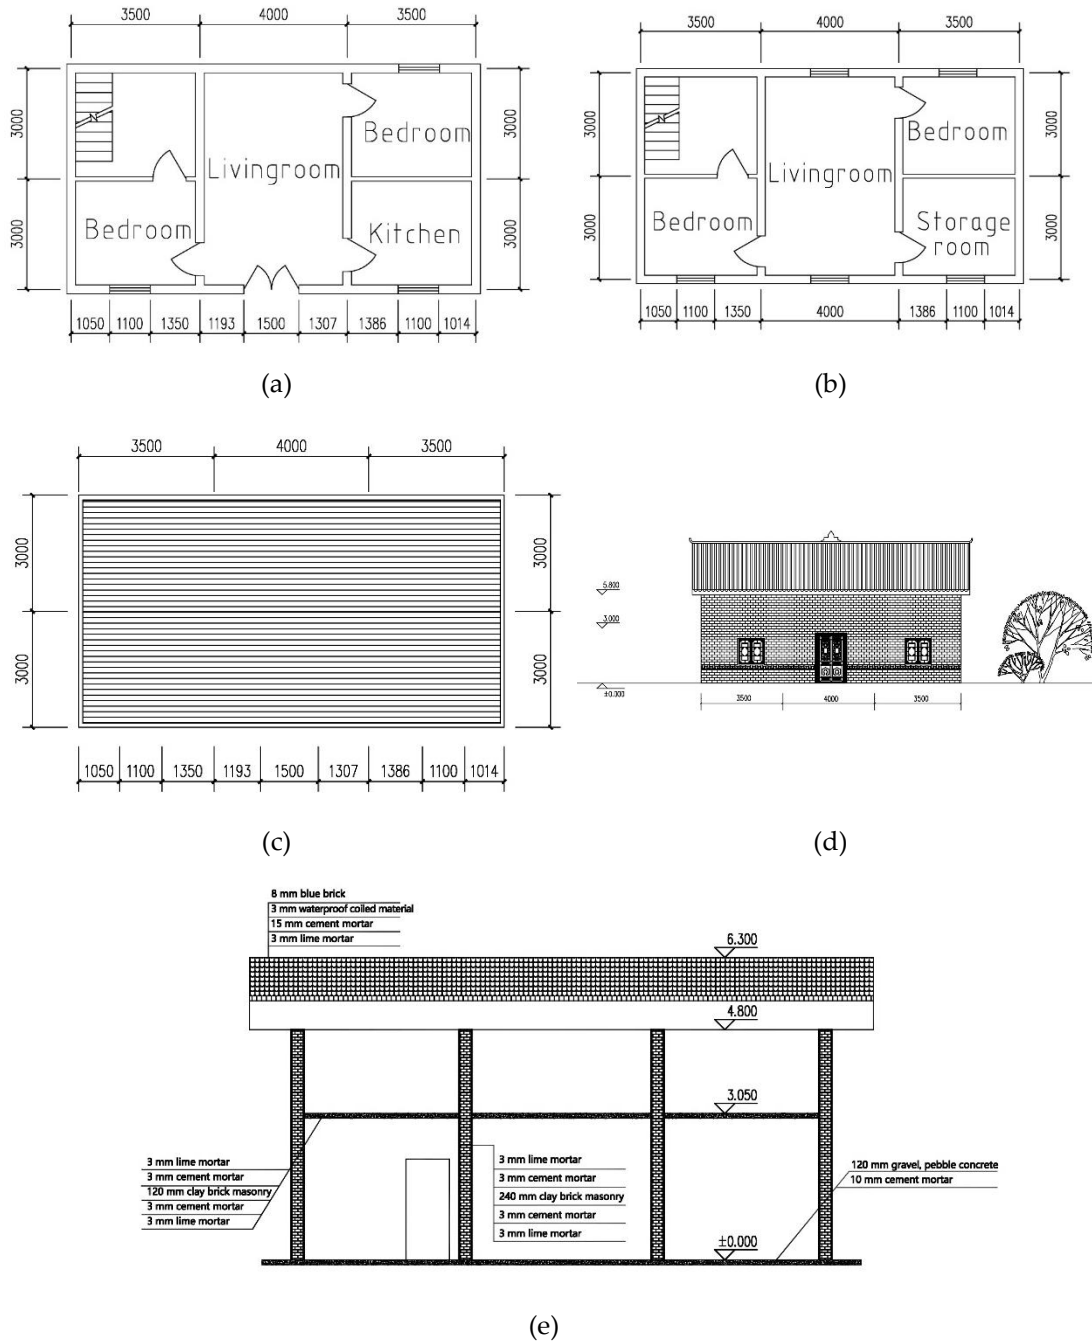 3500 4000 3500
3000 3000
Bedroom
Livingroom
Bedroom
Kitchen
3000 3000
1050 1100 1350 1193 1500 1307 1386 1100 1014
(a)
3500 4000 3500
3000 3000
Bedroom
Livingroom
Bedroom
Storage
room
3000 3000
1050 1100 1350 4000 1386 1100 1014
(b)
3500 4000 3500
3000 3000
3000 3000
1050 1100 1350 1193 1500 1307 1386 1100 1014
(c)
5.800
3.000
±0.000
3500 4000 3500
(d)
8 mm blue brick
3 mm waterproof coiled material
15 mm cement mortar
3 mm lime mortar
6.300
4.800
3.050
3 mm lime mortar
3 mm cement mortar
120 mm clay brick masonry
3 mm cement mortar
3 mm lime mortar
3 mm lime mortar
3 mm cement mortar
240 mm clay brick masonry
3 mm cement mortar
3 mm lime mortar
120 mm gravel, pebble concrete
10 mm cement mortar
±0.000
(e)